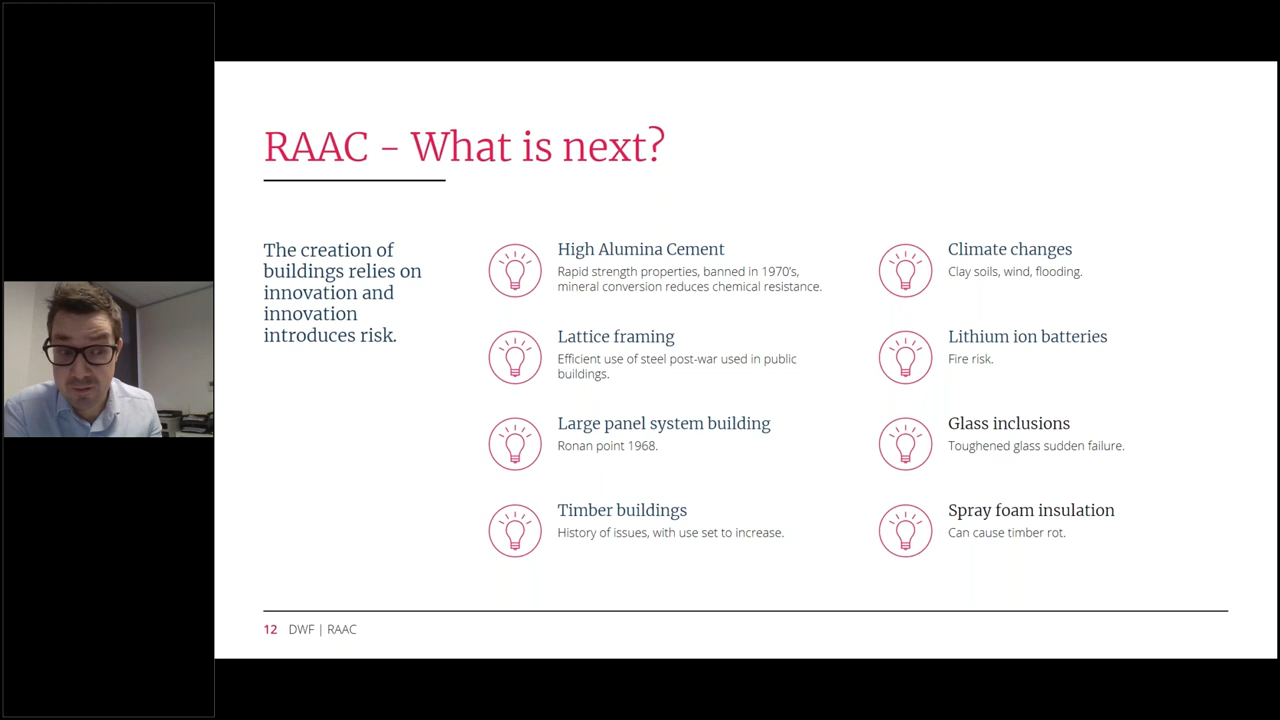 RAAC - What is next?
The creation of
buildings relies on
innovation and
innovation
introduces risk.
High Alumina Cement
Rapid strength properties, banned in 1970's,
mineral conversion reduces chemical resistance.
Lattice framing
Efficient use of steel post-war used in public
buildings.
Large panel system building
Ronan point 1968.
Timber buildings
History of issues, with use set to increase.
Climate changes
Clay soils, wind, flooding.
Lithium ion batteries
Fire risk.
Glass inclusions
Toughened glass sudden failure.
Spray foam insulation
Can cause timber rot.
12 DWF | RAAC